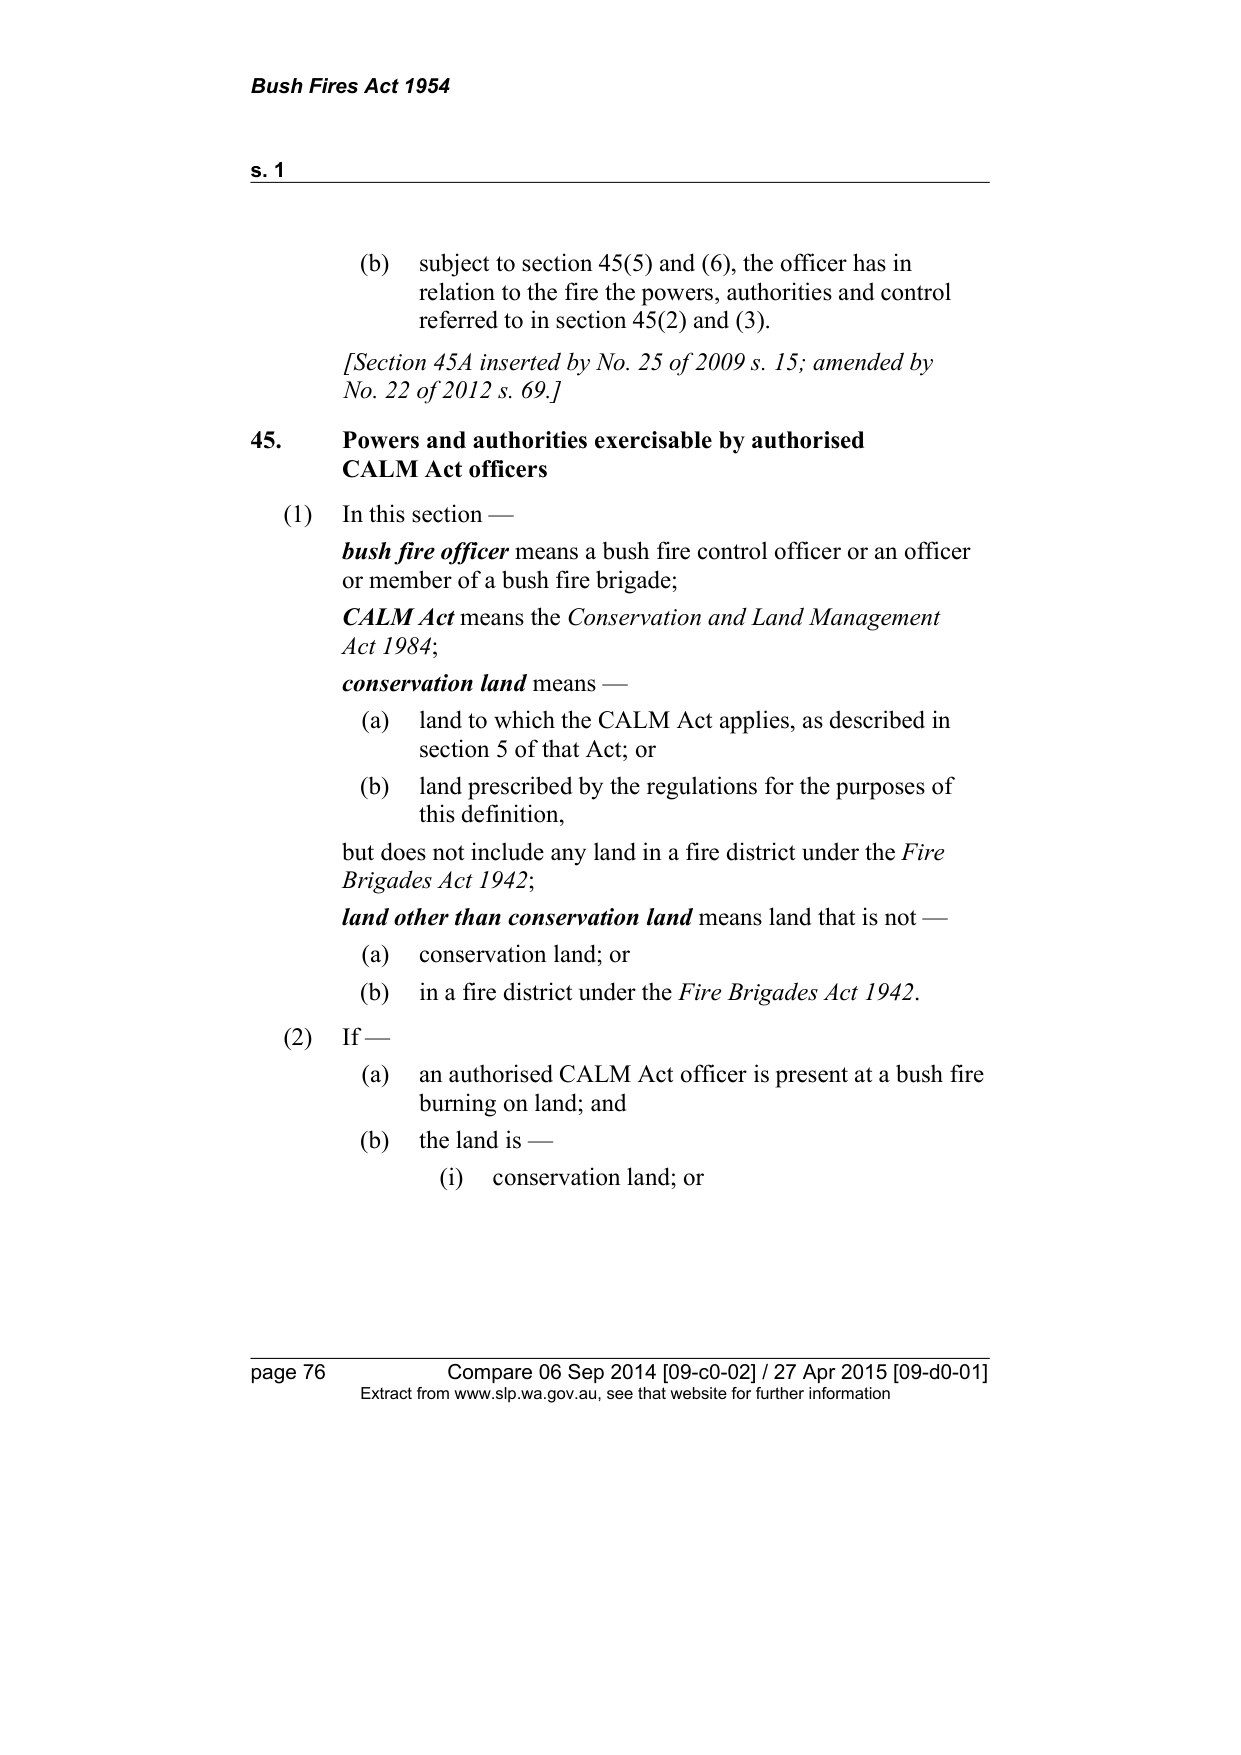 Bush Fires Act 1954
s. 1
(b) subject to section 45(5) and (6), the officer has in
relation to the fire the powers, authorities and control
referred to in section 45(2) and (3).
[Section 45A inserted by No. 25 of 2009 s. 15; amended by
No. 22 of 2012 s. 69.]
45. Powers and authorities exercisable by authorised
CALM Act officers
(1) In this section —
bush fire officer means a bush fire control officer or an officer
or member of a bush fire brigade;
CALM Act means the Conservation and Land Management
Act 1984;
conservation land means —
(a) land to which the CALM Act applies, as described in
section 5 of that Act; or
(b) land prescribed by the regulations for the purposes of
this definition,
but does not include any land in a fire district under the Fire
Brigades Act 1942;
land other than conservation land means land that is not —
(a) conservation land; or
(b) in a fire district under the Fire Brigades Act 1942.
(2) If —
(a) an authorised CALM Act officer is present at a bush fire
burning on land; and
(b) the land is —
(i) conservation land; or
page 76 Compare 06 Sep 2014 [09-c0-02] / 27 Apr 2015 [09-d0-01]
Extract from www.slp.wa.gov.au, see that website for further information